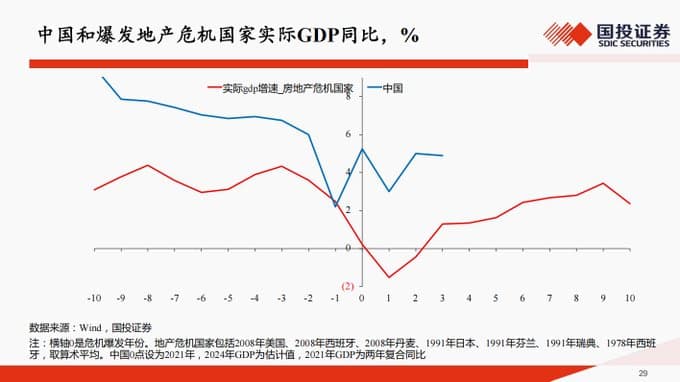 中国和爆发地产危机国家实际GDP同比，%
国投证券
SDIC SECURITIES
实际gdp增速_房地产危机国家
中国
8
6
4
2
0
(2)
-10 -9 -8 -7 -6 -5 -4 -3 -2 -1 0 1 2 3 4 5 6 7 8 9 10
数据来源：Wind，国投证券
注：横轴0是危机爆发年份。地产危机国家包括2008年美国、2008年西班牙、2008年丹麦、1991年日本、1991年芬兰、1991年瑞典、1978年西班
牙，取算术平均。中国0点设为2021年，2024年GDP为估计值，2021年GDP为两年复合同比
29